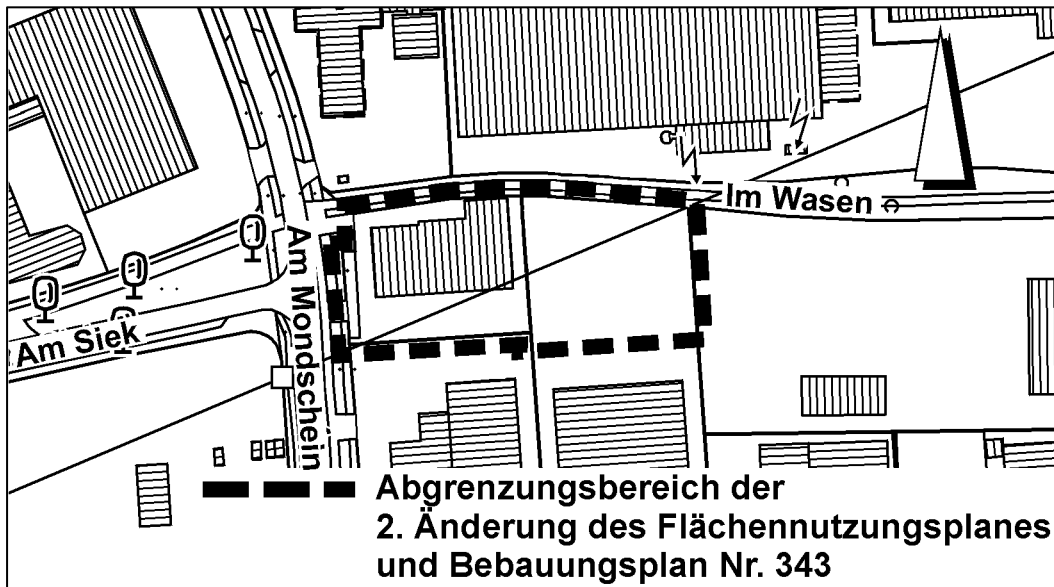 Im Wasen
Am Mondschein
Am Siek
Abgrenzungsbereich der
2. Änderung des Flächennutzungsplanes
und Bebauungsplan Nr. 343